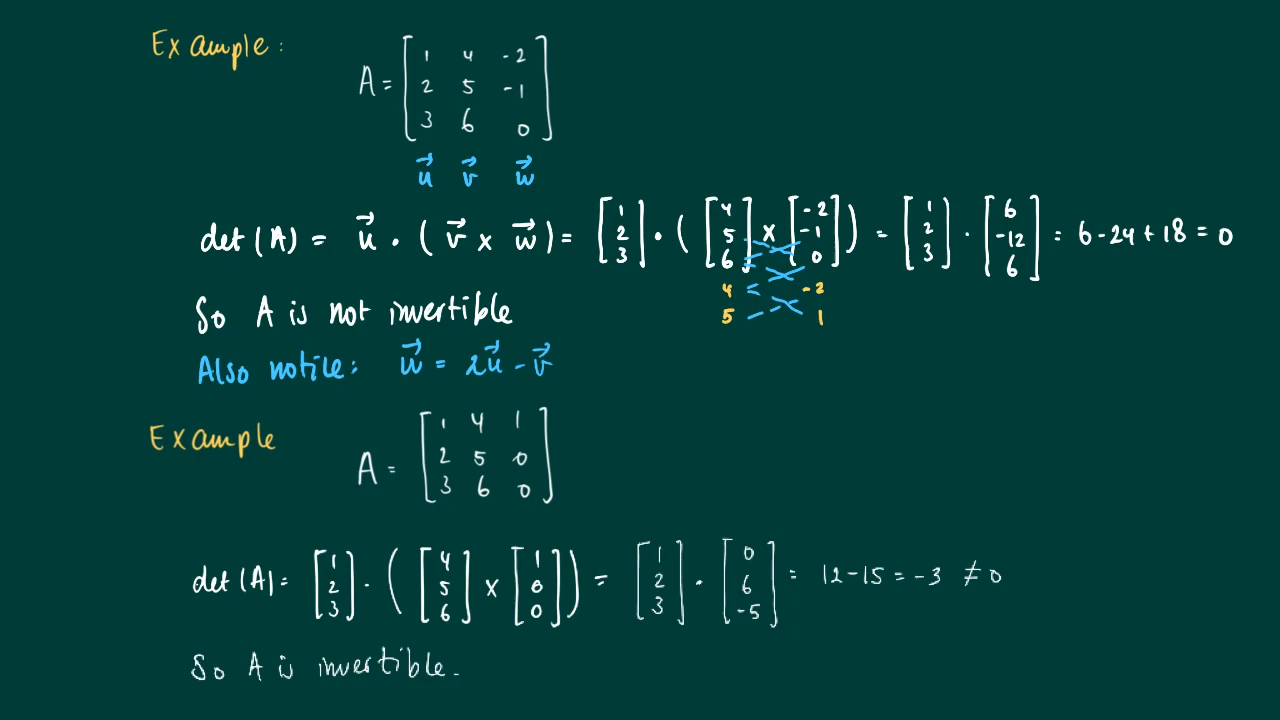 Example:
A = [ 1 4 -2 ; 2 5 -1 ; 3 6 0 ]
u⃗ v⃗ w⃗
det (A) = u⃗ · ( v⃗ × w⃗ ) = [ 1 ; 2 ; 3 ] · ( [ 4 ; 5 ; 6 ] × [ -2 ; -1 ; 0 ] ) = [ 1 ; 2 ; 3 ] · [ 6 ; -12 ; 6 ] = 6 - 24 + 18 = 0
4 -2
5 1
So A is not invertible
Also notile: w⃗ = 2u⃗ - v⃗
Example
A = [ 1 4 1 ; 2 5 0 ; 3 6 0 ]
det (A) = [ 1 ; 2 ; 3 ] · ( [ 4 ; 5 ; 6 ] × [ 1 ; 0 ; 0 ] ) = [ 1 ; 2 ; 3 ] · [ 0 ; 6 ; -5 ] = 12 - 15 = -3 ≠ 0
So A is invertible.